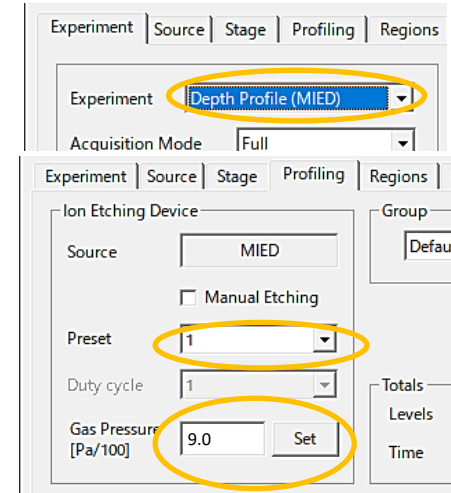 Experiment Source Stage Profiling Regions
Experiment Depth Profile (MIED)
Acquisition Mode Full
Experiment Source Stage Profiling Regions
Ion Etching Device Group
Source MIED Defau
Manual Etching
Preset 1
Duty cycle 1 Totals
Levels
Gas Pressure
[Pa/100] 9.0 Set Time